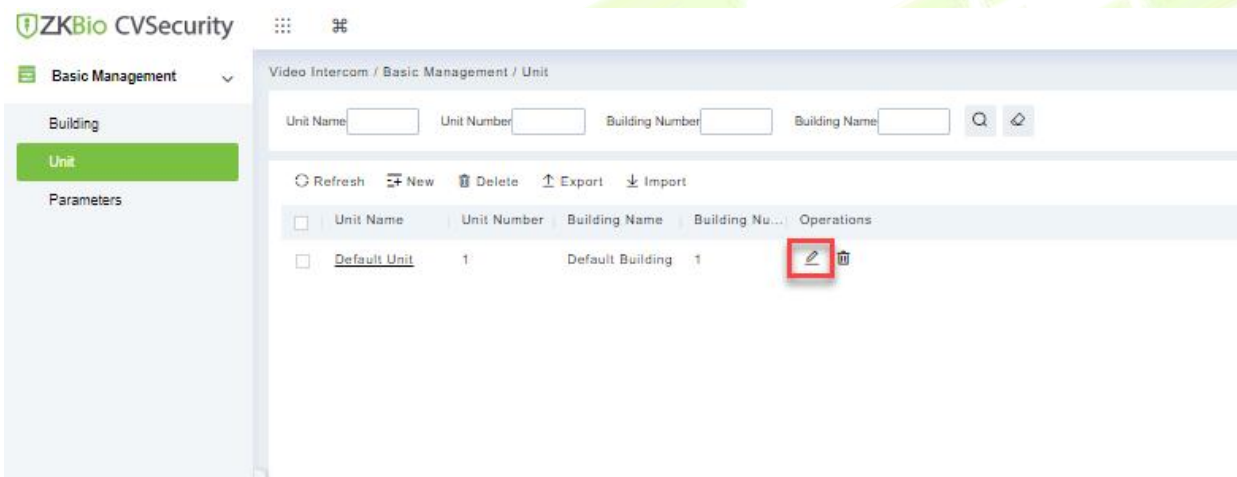 ZKBio CVSecurity
Basic Management
Building
Unit
Parameters
Video Intercom / Basic Management / Unit
Unit Name Unit Number Building Number Building Name
Refresh New Delete Export Import
Unit Name Unit Number Building Name Building Nu... Operations
Default Unit 1 Default Building 1